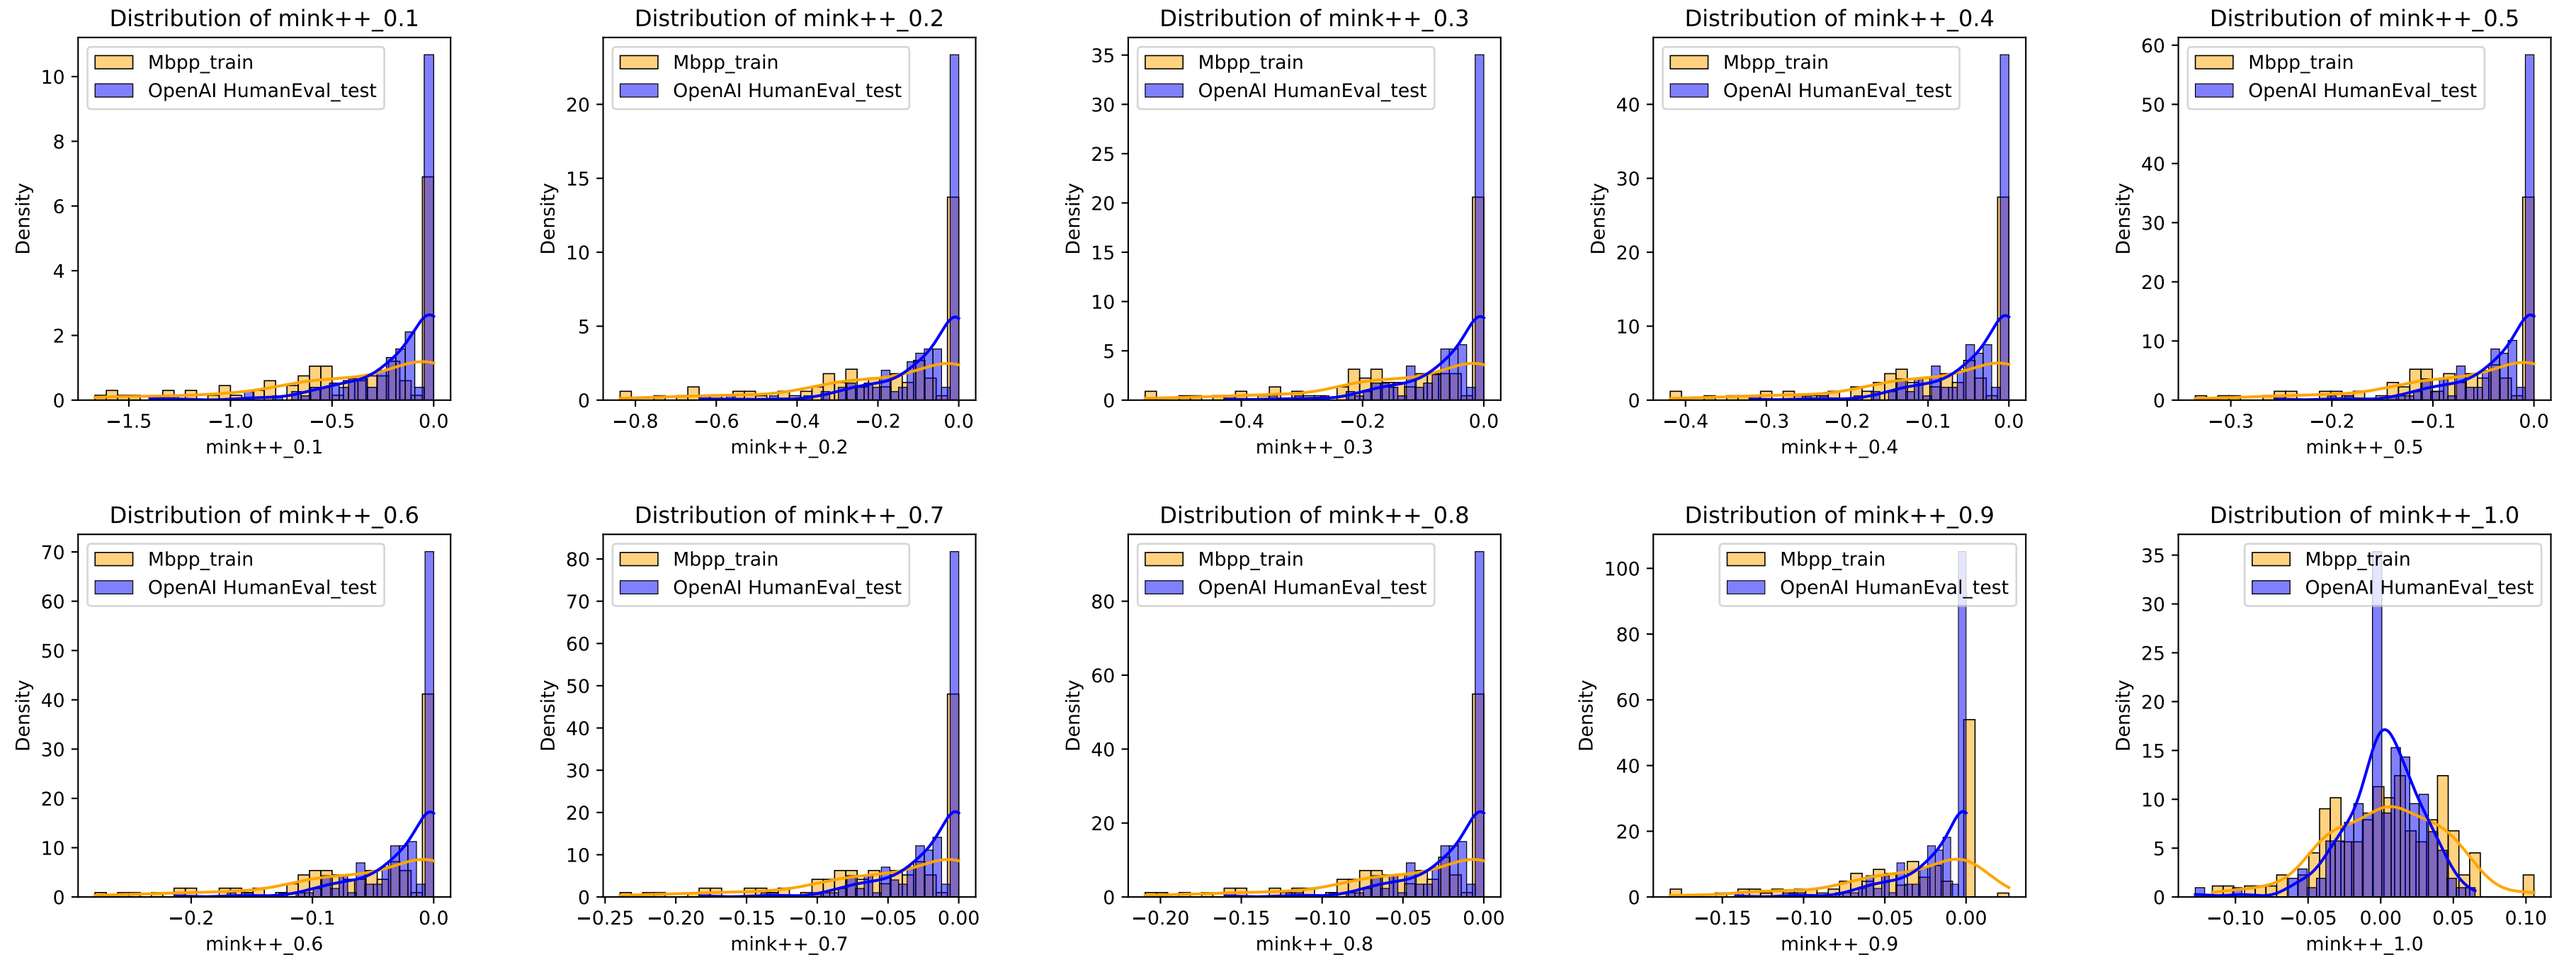 Distribution of mink++_0.1
Mbpp_train
OpenAI HumanEval_test
Density
10
8
6
4
2
0
−1.5 −1.0 −0.5 0.0
mink++_0.1
Distribution of mink++_0.2
Mbpp_train
OpenAI HumanEval_test
Density
20
15
10
5
0
−0.8 −0.6 −0.4 −0.2 0.0
mink++_0.2
Distribution of mink++_0.3
Mbpp_train
OpenAI HumanEval_test
Density
35
30
25
20
15
10
5
0
−0.4 −0.2 0.0
mink++_0.3
Distribution of mink++_0.4
Mbpp_train
OpenAI HumanEval_test
Density
40
30
20
10
0
−0.4 −0.3 −0.2 −0.1 0.0
mink++_0.4
Distribution of mink++_0.5
Mbpp_train
OpenAI HumanEval_test
Density
60
50
40
30
20
10
0
−0.3 −0.2 −0.1 0.0
mink++_0.5
Distribution of mink++_0.6
Mbpp_train
OpenAI HumanEval_test
Density
70
60
50
40
30
20
10
0
−0.2 −0.1 0.0
mink++_0.6
Distribution of mink++_0.7
Mbpp_train
OpenAI HumanEval_test
Density
80
70
60
50
40
30
20
10
0
−0.25 −0.20 −0.15 −0.10 −0.05 0.00
mink++_0.7
Distribution of mink++_0.8
Mbpp_train
OpenAI HumanEval_test
Density
80
60
40
20
0
−0.20 −0.15 −0.10 −0.05 0.00
mink++_0.8
Distribution of mink++_0.9
Mbpp_train
OpenAI HumanEval_test
Density
100
80
60
40
20
0
−0.15 −0.10 −0.05 0.00
mink++_0.9
Distribution of mink++_1.0
Mbpp_train
OpenAI HumanEval_test
Density
35
30
25
20
15
10
5
0
−0.10 −0.05 0.00 0.05 0.10
mink++_1.0